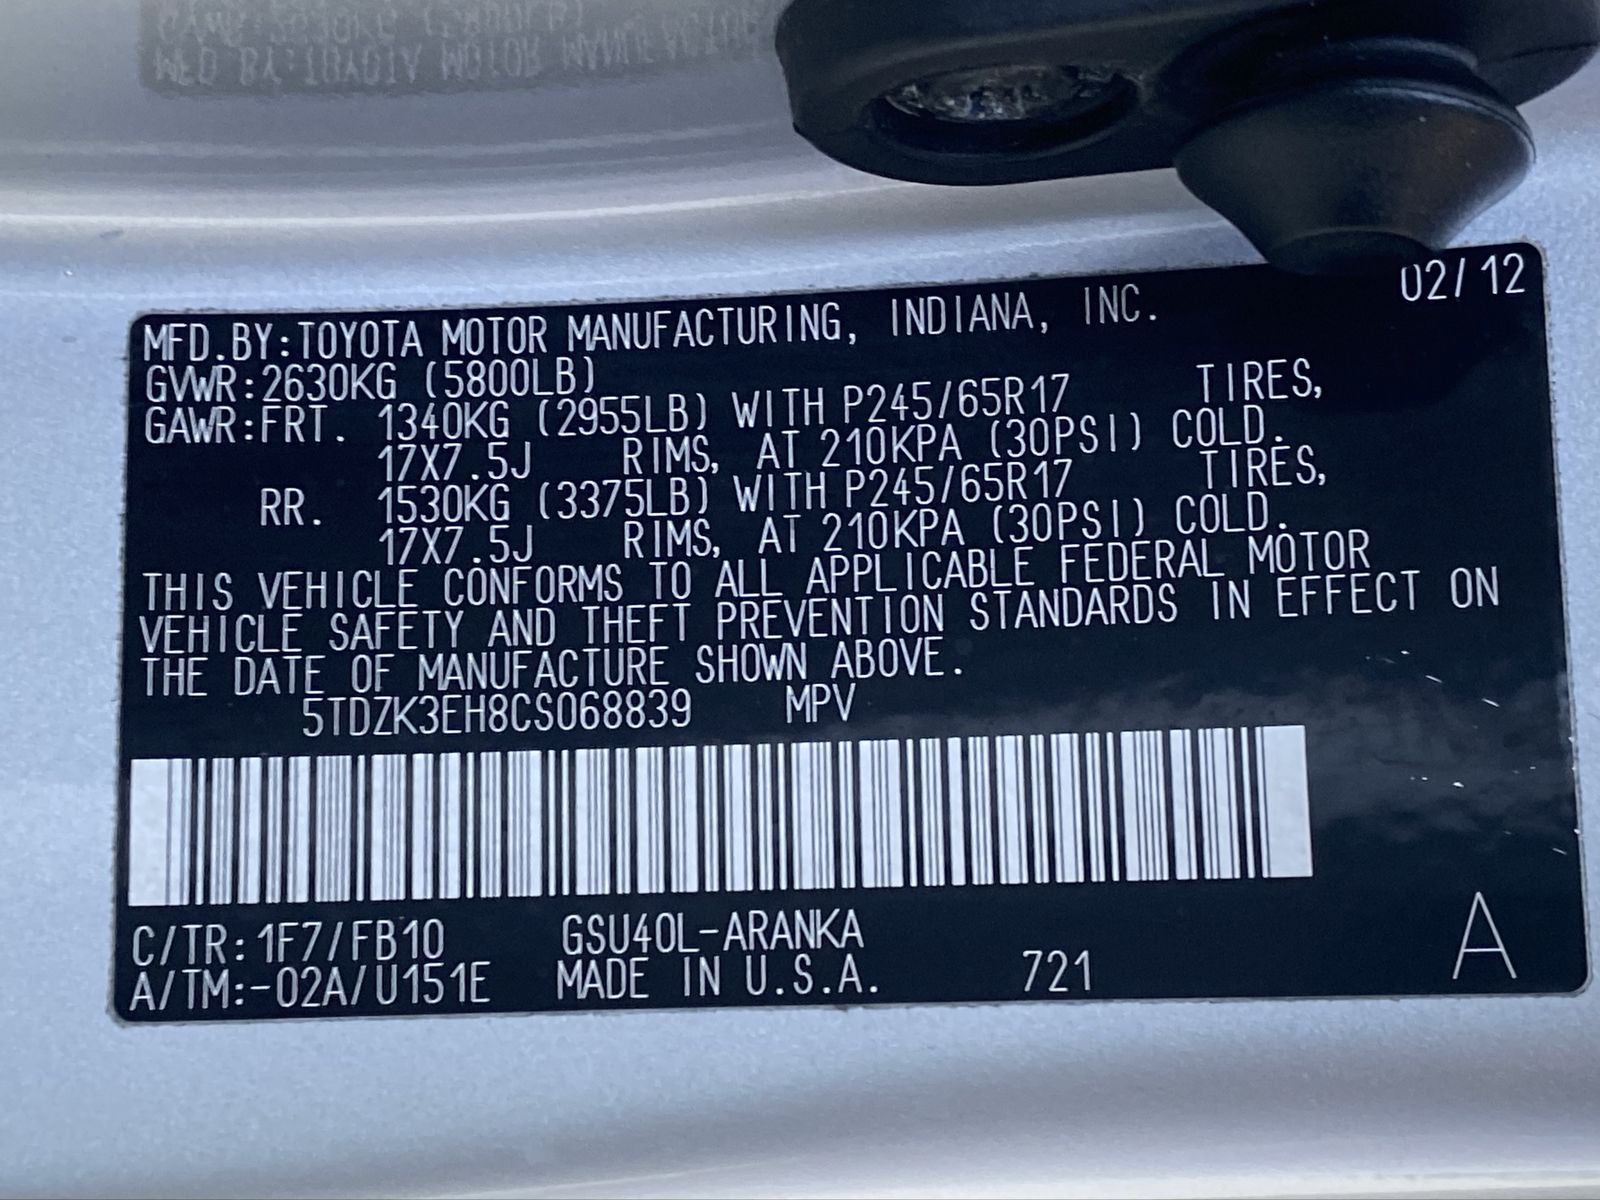 02/12
MFD.BY:TOYOTA MOTOR MANUFACTURING, INDIANA, INC.
GVWR:2630KG (5800LB)
GAWR:FRT. 1340KG (2955LB) WITH P245/65R17 TIRES,
17X7.5J RIMS, AT 210KPA (30PSI) COLD.
RR. 1530KG (3375LB) WITH P245/65R17 TIRES,
17X7.5J RIMS, AT 210KPA (30PSI) COLD.
THIS VEHICLE CONFORMS TO ALL APPLICABLE FEDERAL MOTOR
VEHICLE SAFETY AND THEFT PREVENTION STANDARDS IN EFFECT ON
THE DATE OF MANUFACTURE SHOWN ABOVE.
5TDZK3EH8CS068839 MPV
C/TR:1F7/FB10 GSU40L-ARANKA
A/TM:-02A/U151E MADE IN U.S.A. 721 A